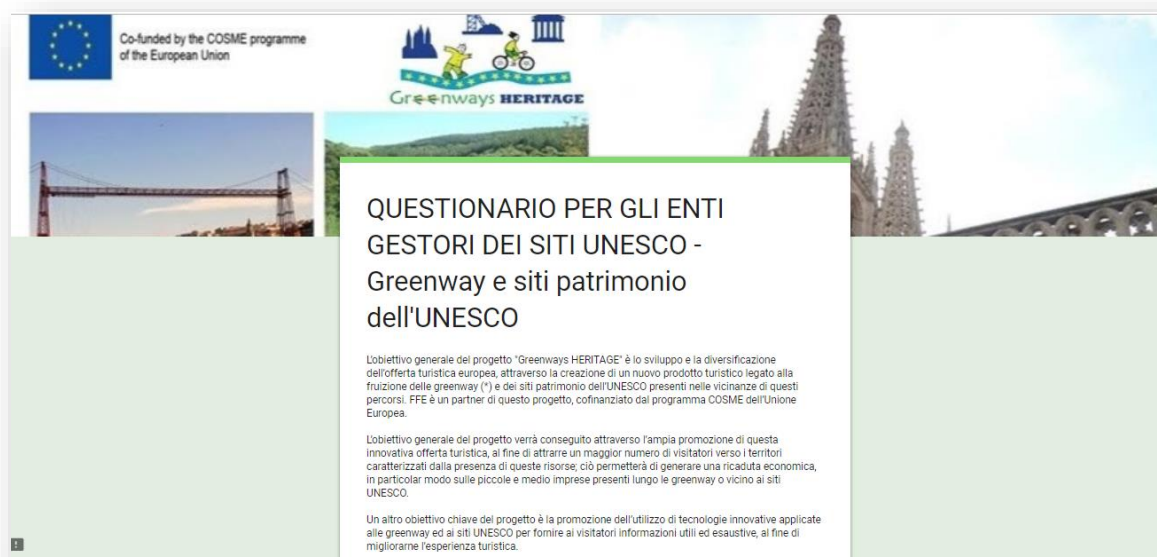 Co-funded by the COSME programme
of the European Union
Greenways HERITAGE
QUESTIONARIO PER GLI ENTI
GESTORI DEI SITI UNESCO -
Greenway e siti patrimonio
dell'UNESCO
L'obiettivo generale del progetto "Greenways HERITAGE" è lo sviluppo e la diversificazione
dell'offerta turistica europea, attraverso la creazione di un nuovo prodotto turistico legato alla
fruizione delle greenway (*) e dei siti patrimonio dell'UNESCO presenti nelle vicinanze di questi
percorsi. FFE è un partner di questo progetto, cofinanziato dal programma COSME dell'Unione
Europea.
L'obiettivo generale del progetto verrà conseguito attraverso l'ampia promozione di questa
innovativa offerta turistica, al fine di attrarre un maggior numero di visitatori verso i territori
caratterizzati dalla presenza di queste risorse; ciò permetterà di generare una ricaduta economica,
in particolar modo sulle piccole e medio imprese presenti lungo le greenway o vicino ai siti
UNESCO.
Un altro obiettivo chiave del progetto è la promozione dell'utilizzo di tecnologie innovative applicate
alle greenway ed ai siti UNESCO per fornire ai visitatori informazioni utili ed esaustive, al fine di
migliorarne l'esperienza turistica.